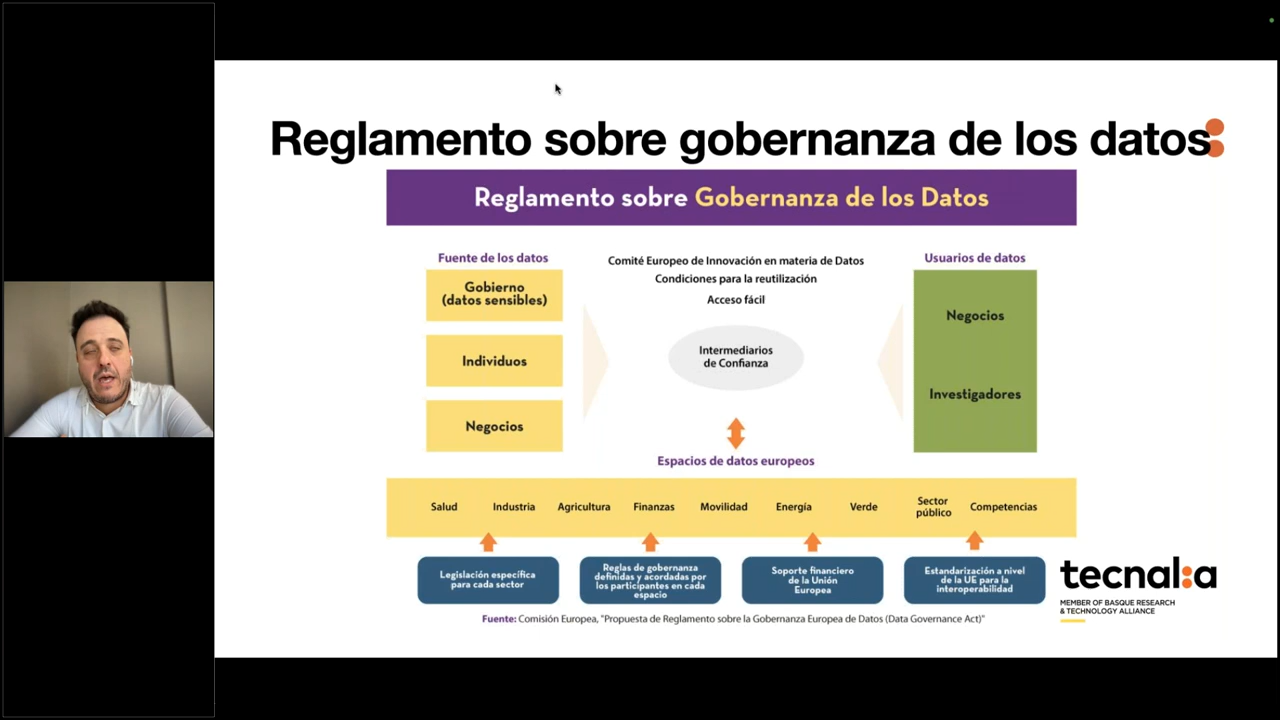 Reglamento sobre gobernanza de los datos
Reglamento sobre Gobernanza de los Datos
Fuente de los datos
Gobierno
(datos sensibles)
Individuos
Negocios
Comité Europeo de Innovación en materia de Datos
Condiciones para la reutilización
Acceso fácil
Intermediarios
de Confianza
Usuarios de datos
Negocios
Investigadores
Espacios de datos europeos
Salud
Industria
Agricultura
Finanzas
Movilidad
Energía
Verde
Sector
público
Competencias
Legislación específica
para cada sector
Reglas de gobernanza
definidas y acordadas por
los participantes en cada
espacio
Soporte financiero
de la Unión
Europea
Estandarización a nivel
de la UE para la
interoperabilidad
Fuente: Comisión Europea, "Propuesta de Reglamento sobre la Gobernanza Europea de Datos (Data Governance Act)"
tecnal:a
MEMBER OF BASQUE RESEARCH
& TECHNOLOGY ALLIANCE